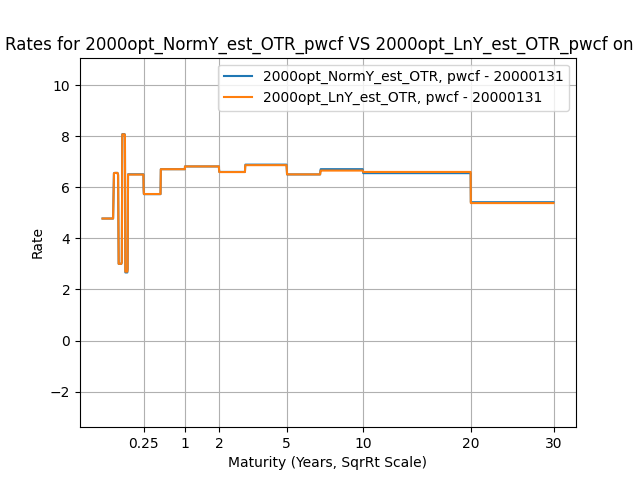 Rates for 2000opt_NormY_est_OTR_pwcf VS 2000opt_LnY_est_OTR_pwcf on
2000opt_NormY_est_OTR, pwcf - 20000131
2000opt_LnY_est_OTR, pwcf - 20000131
10
8
6
4
2
0
−2
Rate
0.25 1 2 5 10 20 30
Maturity (Years, SqrRt Scale)